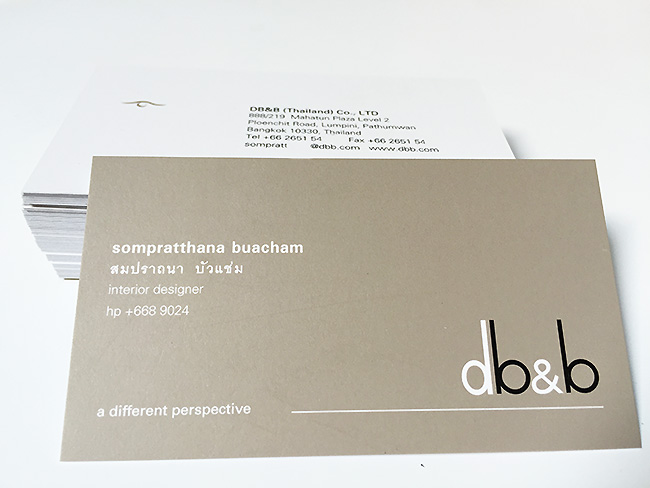 DB&B (Thailand) Co., LTD
888/219 Mahatun Plaza Level 2
Ploenchit Road, Lumpini, Pathumwan
Bangkok 10330, Thailand
Tel +66 2651 54 Fax +66 2651 54
sompratt @dbb.com www.dbb.com
sompratthana buacham
สมปราถนา บัวแช่ม
interior designer
hp +668 9024
db&b
a different perspective